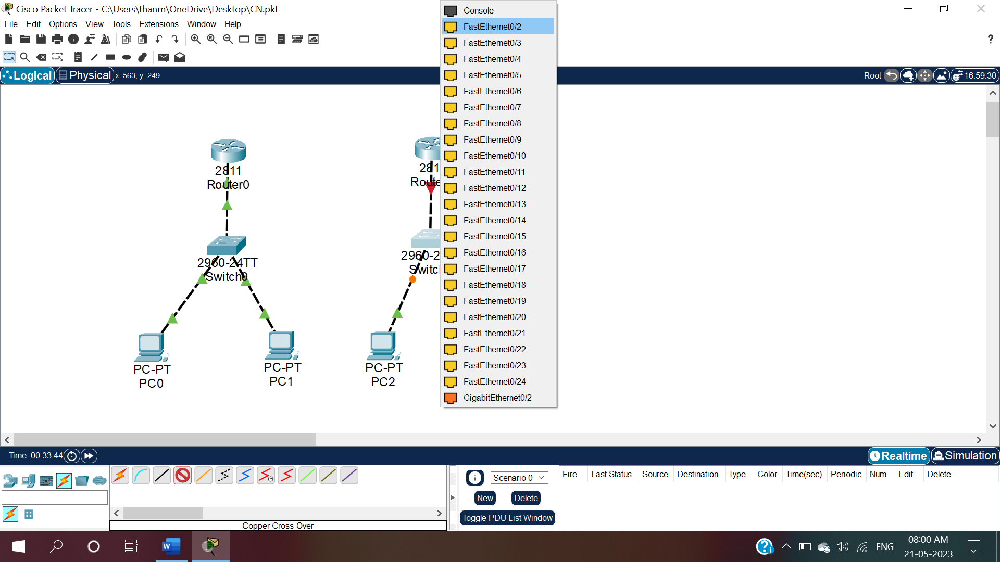 Cisco Packet Tracer - C:\Users\thanm\OneDrive\Desktop\CN.pkt
File Edit Options View Tools Extensions Window Help
?
Logical Physical x: 563, y: 249
Root 16:59:30
Console
FastEthernet0/2
FastEthernet0/3
FastEthernet0/4
FastEthernet0/5
FastEthernet0/6
FastEthernet0/7
FastEthernet0/8
FastEthernet0/9
FastEthernet0/10
FastEthernet0/11
FastEthernet0/12
FastEthernet0/13
FastEthernet0/14
FastEthernet0/15
FastEthernet0/16
FastEthernet0/17
FastEthernet0/18
FastEthernet0/19
FastEthernet0/20
FastEthernet0/21
FastEthernet0/22
FastEthernet0/23
FastEthernet0/24
GigabitEthernet0/2
2811
Router0
2960-24TT
Switch0
PC-PT
PC0
PC-PT
PC1
281
Route
2960-2
Switc
PC-PT
PC2
Time: 00:33:44
Realtime Simulation
Copper Cross-Over
Scenario 0
New Delete
Toggle PDU List Window
Fire Last Status Source Destination Type Color Time(sec) Periodic Num Edit Delete
W
ENG
08:00 AM
21-05-2023